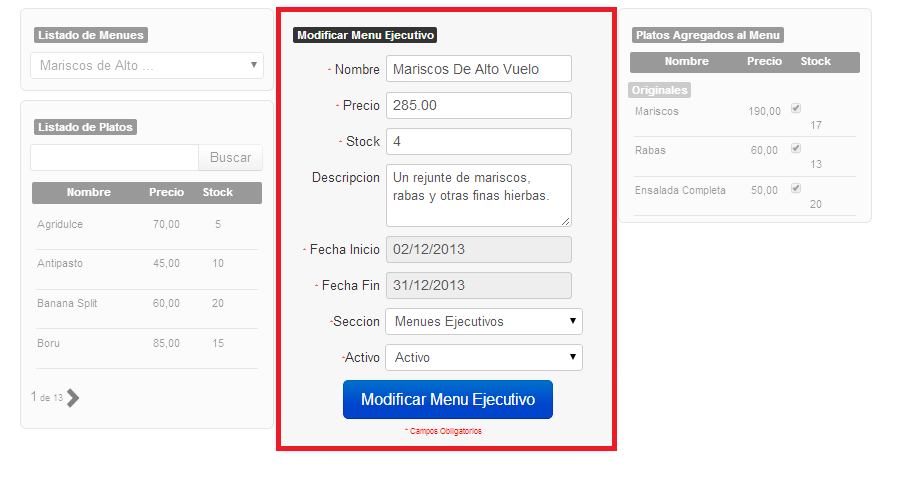 Listado de Menues
Mariscos de Alto ...
Listado de Platos
Buscar
Nombre Precio Stock
Agridulce 70,00 5
Antipasto 45,00 10
Banana Split 60,00 20
Boru 85,00 15
1 de 13
Modificar Menu Ejecutivo
- Nombre Mariscos De Alto Vuelo
- Precio 285.00
- Stock 4
Descripcion Un rejunte de mariscos,
rabas y otras finas hierbas.
- Fecha Inicio 02/12/2013
- Fecha Fin 31/12/2013
-Seccion Menues Ejecutivos
-Activo Activo
Modificar Menu Ejecutivo
* Campos Obligatorios
Platos Agregados al Menu
Nombre Precio Stock
Originales
Mariscos 190,00
17
Rabas 60,00
13
Ensalada Completa 50,00
20